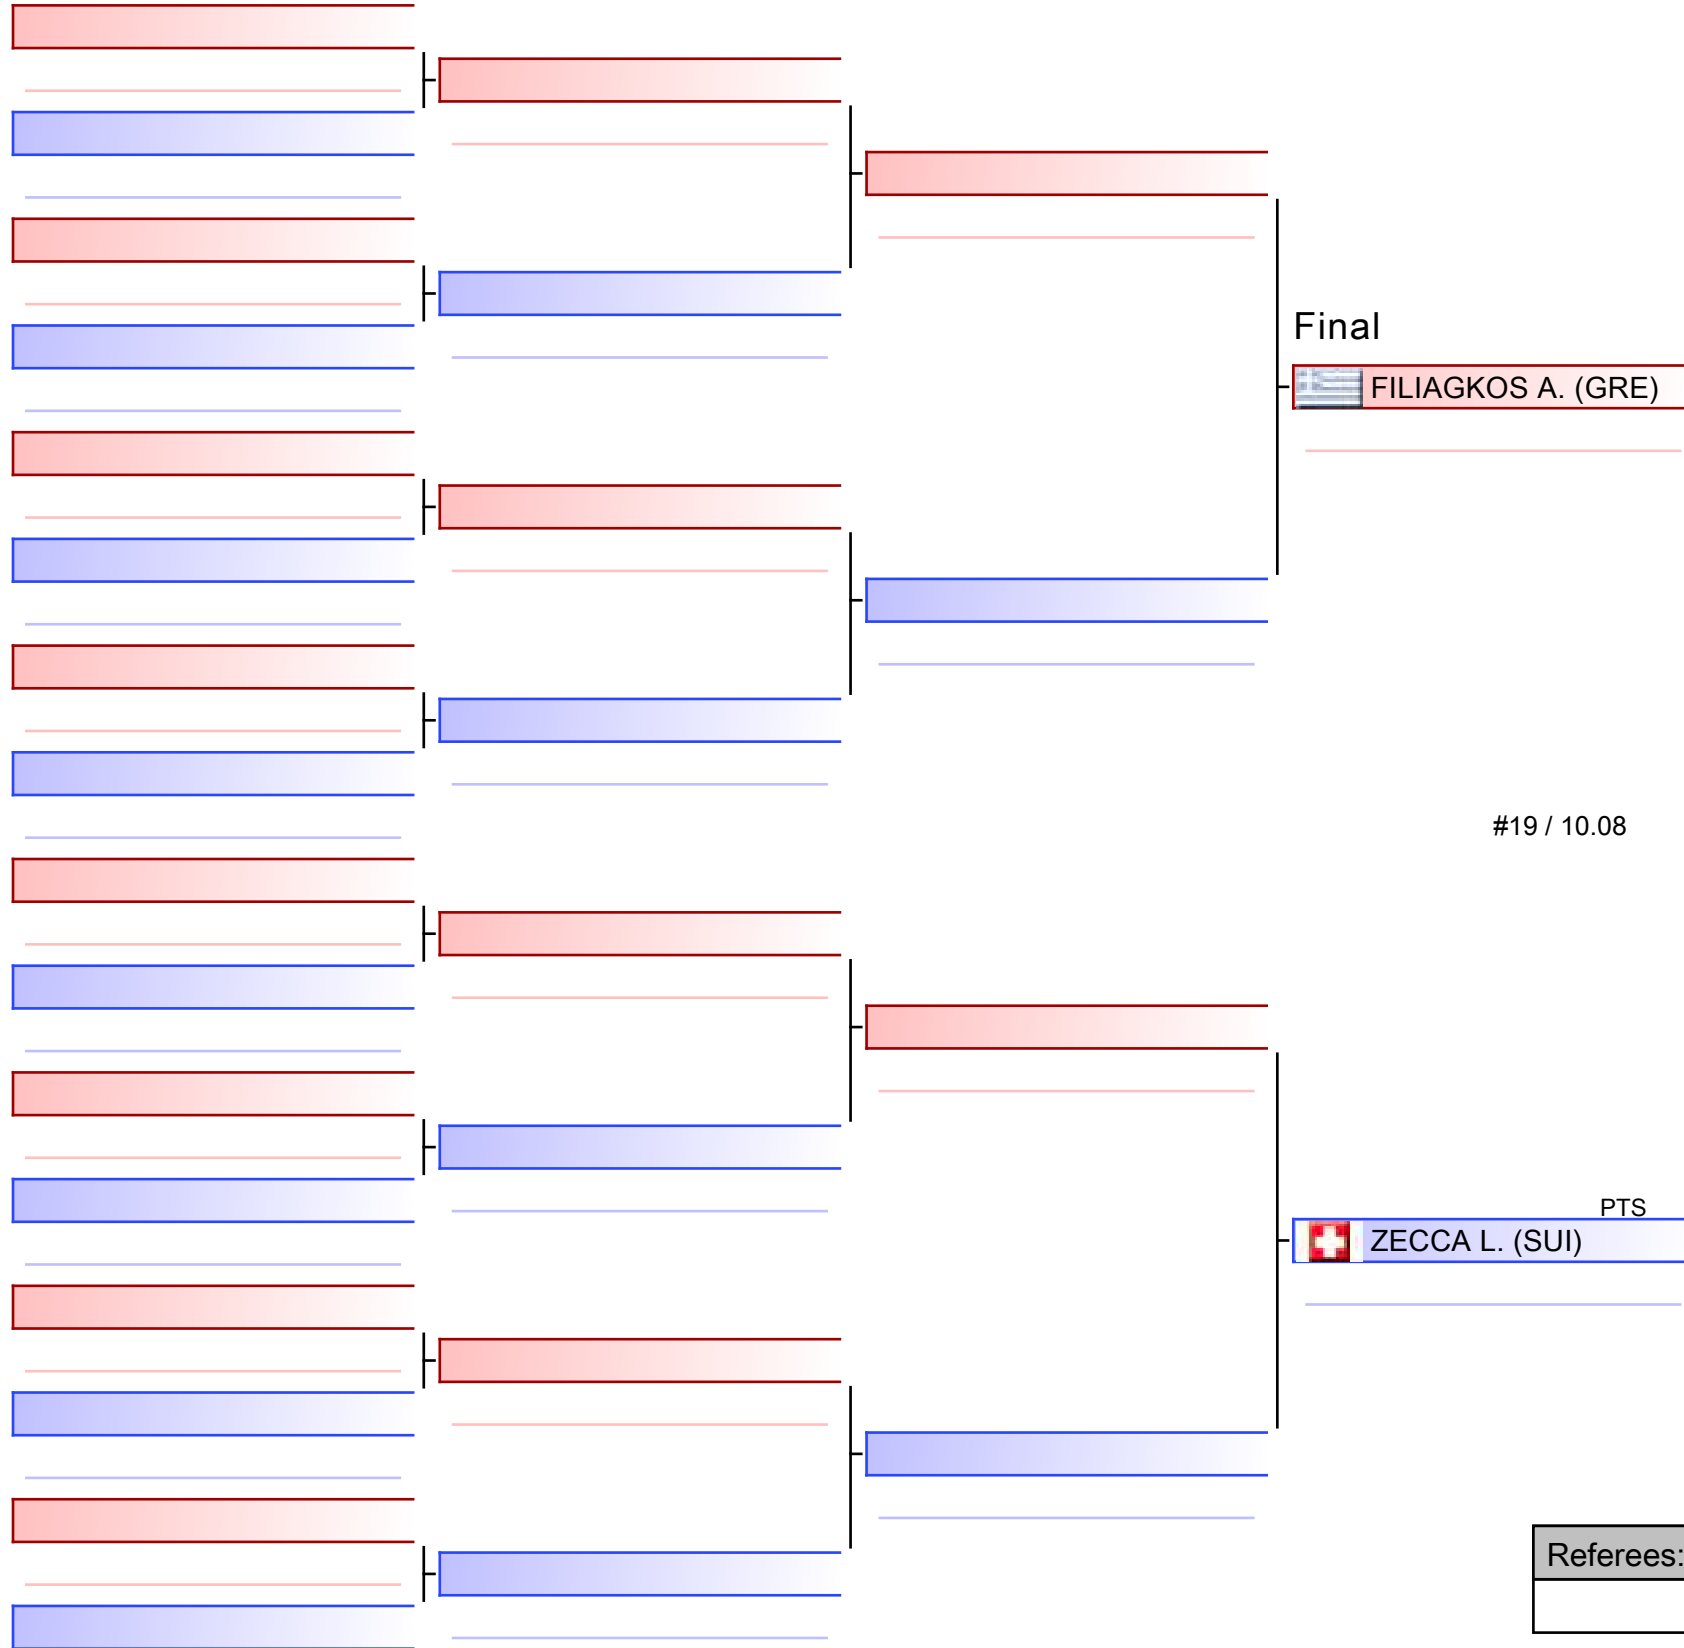 Final
FILIAGKOS A. (GRE)
#19 / 10.08
PTS
ZECCA L. (SUI)
Referees: